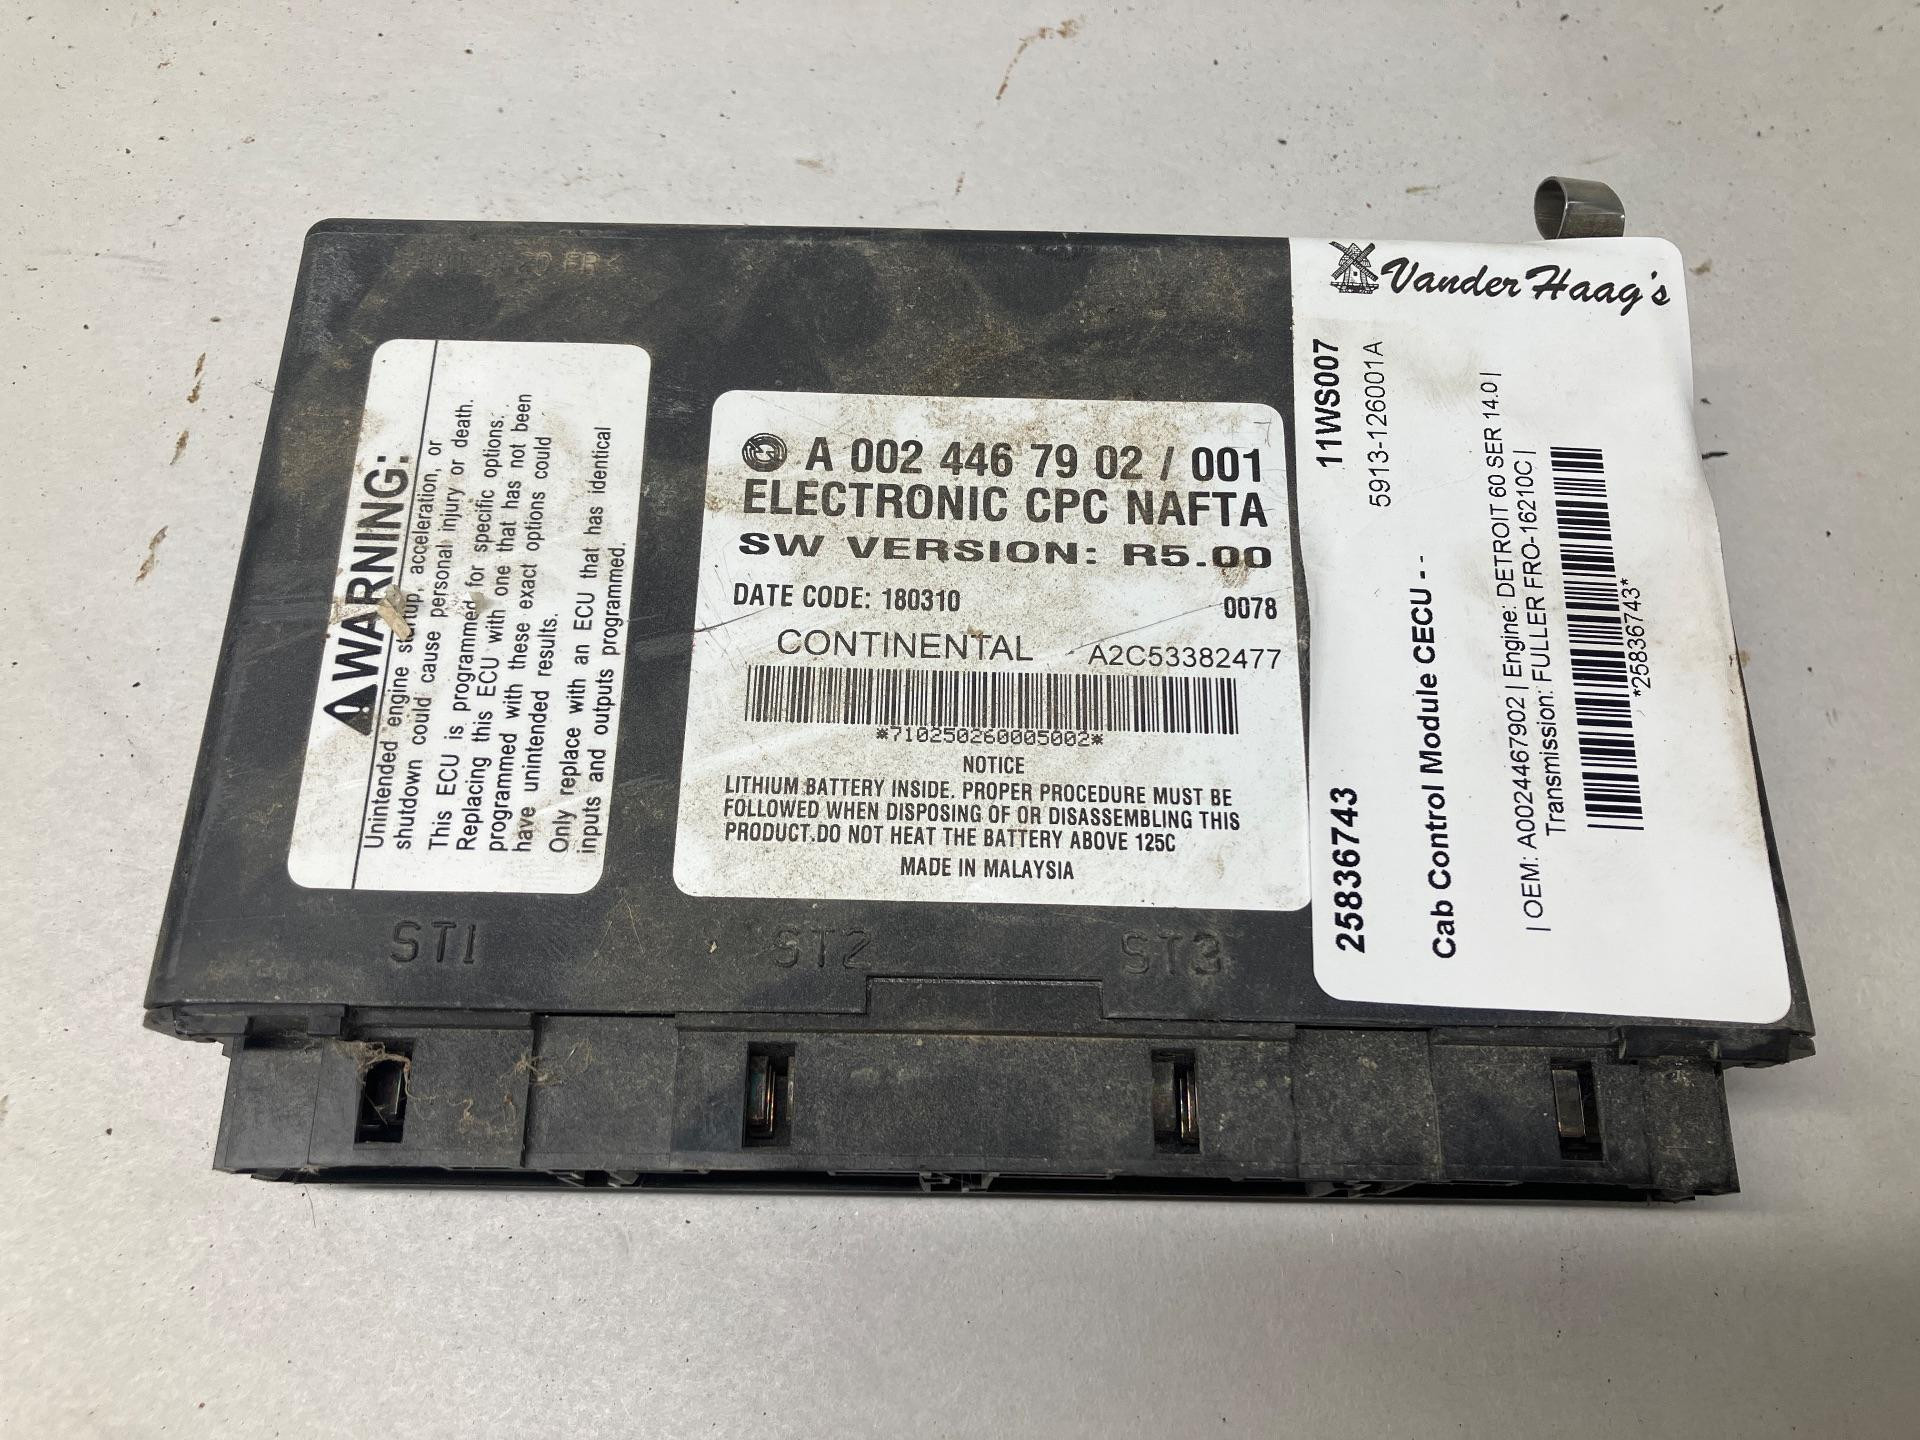 WARNING:
Unintended engine startup, acceleration, or
shutdown could cause personal injury or death.
This ECU is programmed for specific options.
Replacing this ECU with one that has not been
programmed with these exact options could
have unintended results.
Only replace with an ECU that has identical
inputs and outputs programmed.
A 002 446 79 02 / 001
ELECTRONIC CPC NAFTA
SW VERSION: R5.00
DATE CODE: 180310 0078
CONTINENTAL A2C53382477
*710250260005002*
NOTICE
LITHIUM BATTERY INSIDE. PROPER PROCEDURE MUST BE
FOLLOWED WHEN DISPOSING OF OR DISASSEMBLING THIS
PRODUCT.DO NOT HEAT THE BATTERY ABOVE 125C
MADE IN MALAYSIA
Vander Haag's
25836743 11WS007
5913-126001A
Cab Control Module CECU - -
| OEM: A0024467902 | Engine: DETROIT 60 SER 14.0 |
Transmission: FULLER FRO-16210C |
*25836743*
ST1 ST2 ST3